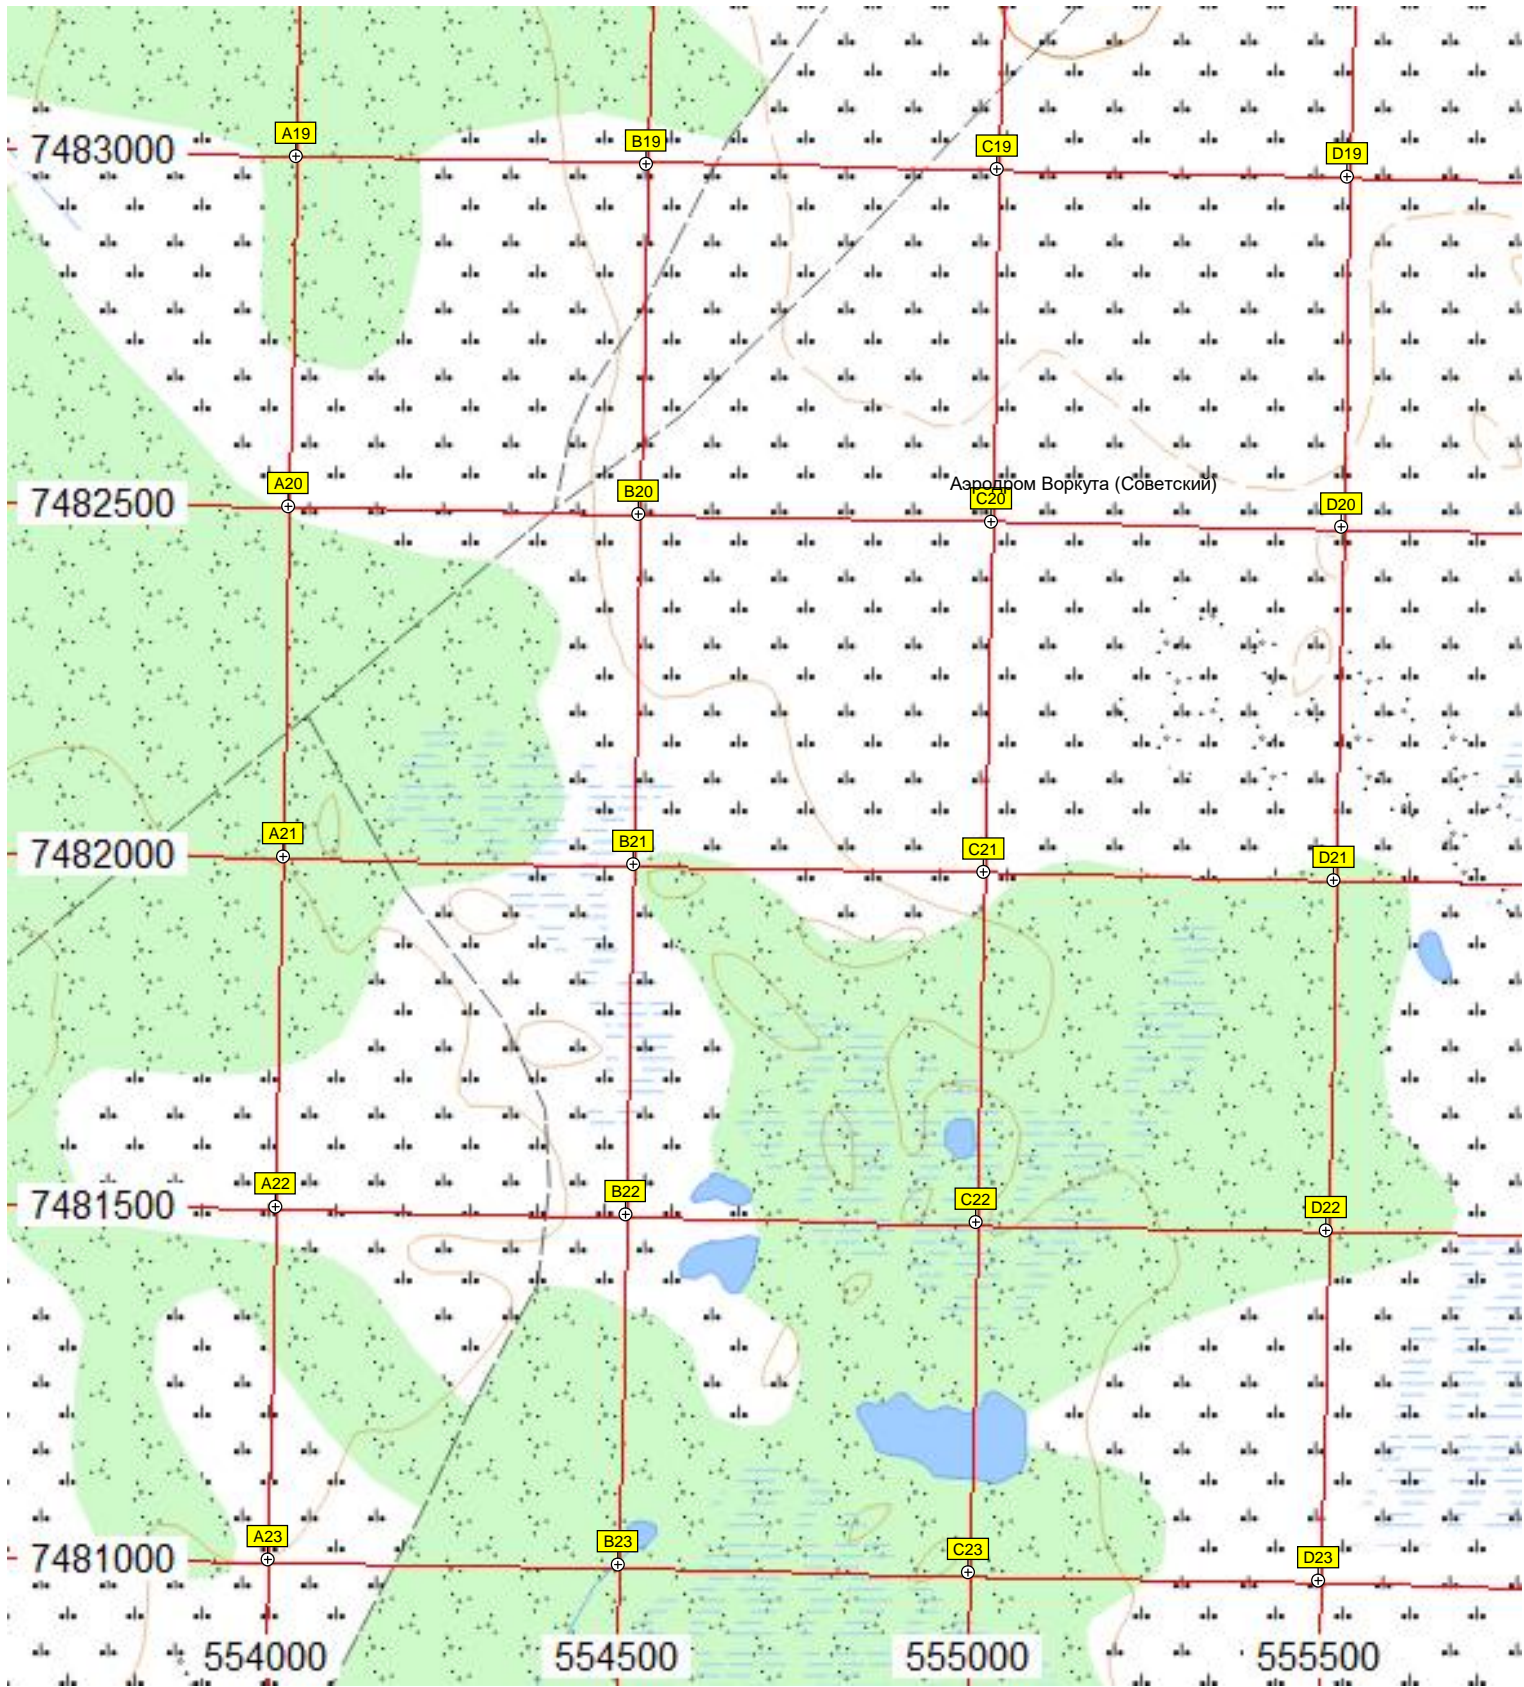 A19
B19
C19
D19
7483000
A20
B20
Аэродром Воркута (Советский)
C20
D20
7482500
A21
B21
C21
D21
7482000
A22
B22
C22
D22
7481500
A23
B23
C23
D23
7481000
554000
554500
555000
555500